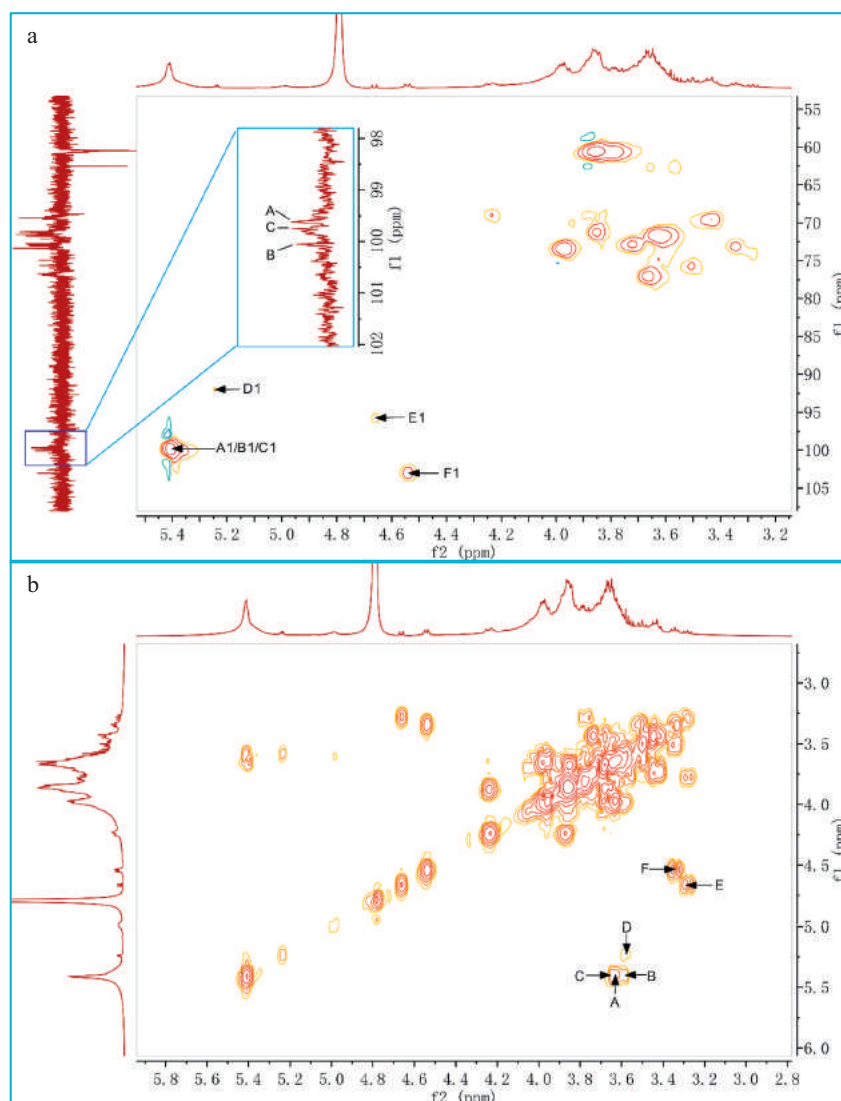 a
A
C
B
98
99
100
101
102
f1 (ppm)
D1
E1
A1/B1/C1
F1
55
60
65
70
75
80
85
90
95
100
105
f1 (ppm)
5.4 5.0 4.8 4.6 4.4 4.2 4.0 3.8 3.6 3.4 3.2
f2 (ppm)
b
F
E
D
C
B
A
3.0
3.5
4.0
4.5
5.0
5.5
6.0
f1 (ppm)
5.8 5.6 5.4 5.2 5.0 4.8 4.6 4.4 4.2 4.0 3.8 3.6 3.4 3.2 3.0 2.8
f2 (ppm)